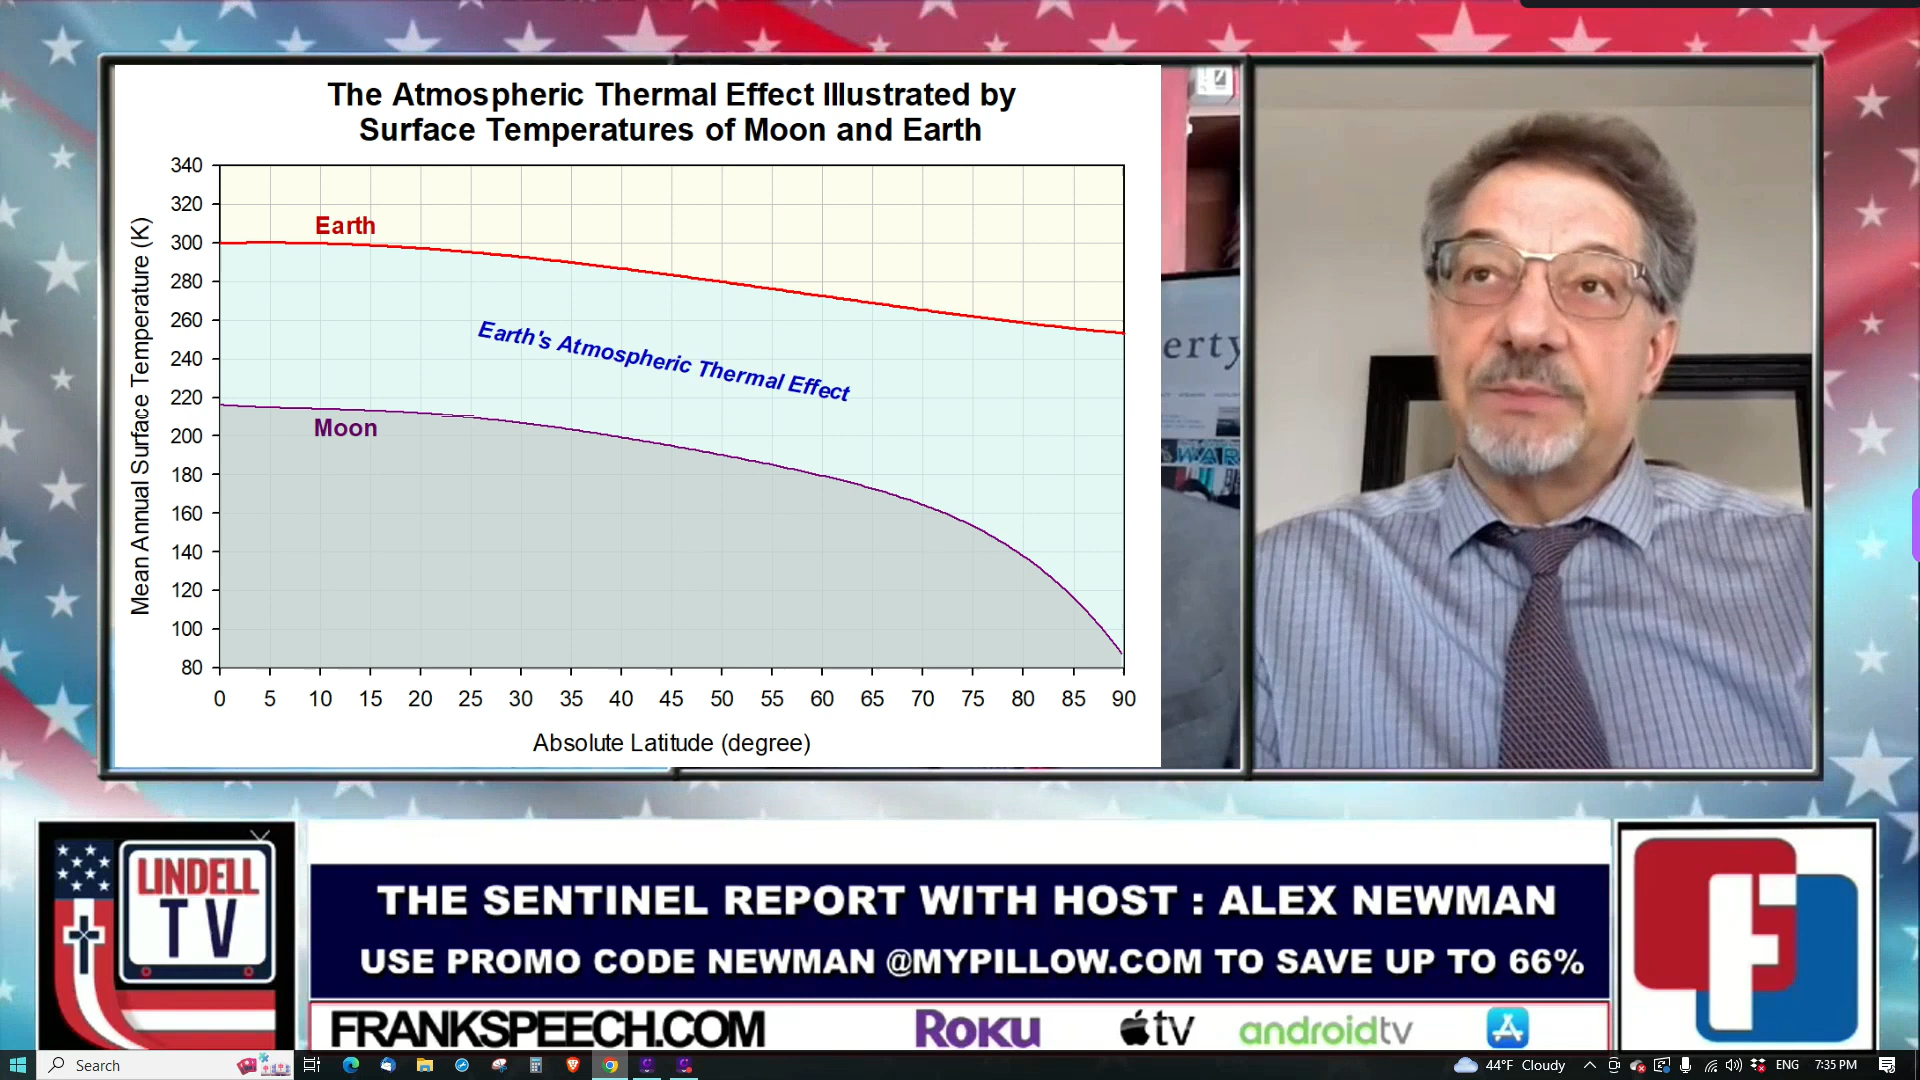 The Atmospheric Thermal Effect Illustrated by
Surface Temperatures of Moon and Earth
Mean Annual Surface Temperature (K)
340
320
300
280
260
240
220
200
180
160
140
120
100
80
Earth
Earth's Atmospheric Thermal Effect
Moon
0 5 10 15 20 25 30 35 40 45 50 55 60 65 70 75 80 85 90
Absolute Latitude (degree)
erty
WAR
LINDELL
TV
THE SENTINEL REPORT WITH HOST : ALEX NEWMAN
USE PROMO CODE NEWMAN @MYPILLOW.COM TO SAVE UP TO 66%
FRANKSPEECH.COM
ROKU
tv
androidtv
F
Search
44°F Cloudy
ENG
7:35 PM